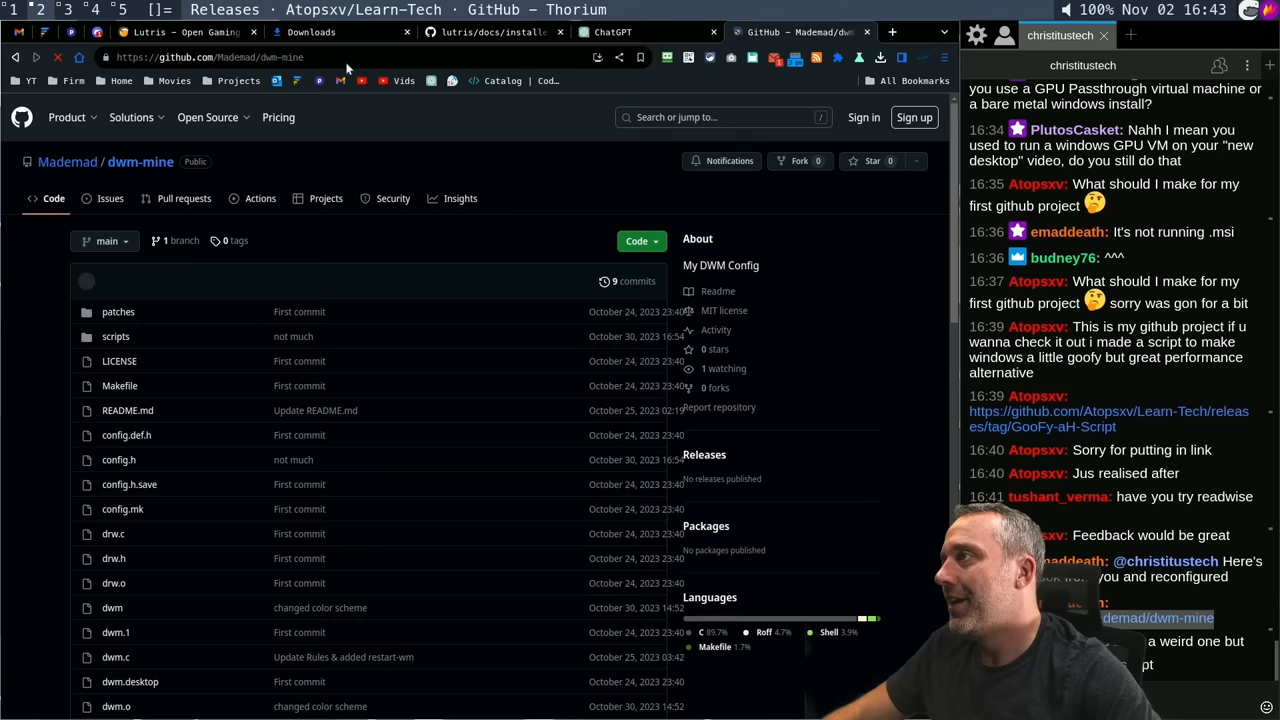 1 2 3 4 5 []= Releases - Atopsxv/Learn-Tech · GitHub - Thorium 100% Nov 02 16:43
Lutris - Open Gaming
Downloads
lutris/docs/installe
ChatGPT
GitHub - Mademad/dwm
christitustech
https://github.com/Mademad/dwm-mine
YT Firm Home Movies Projects Vids Catalog | Cod... All Bookmarks
Product Solutions Open Source Pricing Search or jump to... / Sign in Sign up
Mademad / dwm-mine Public Notifications Fork 0 Star 0
Code Issues Pull requests Actions Projects Security Insights
main 1 branch 0 tags Code
9 commits
patches First commit October 24, 2023 23:40
scripts not much October 30, 2023 16:54
LICENSE First commit October 24, 2023 23:40
Makefile First commit October 24, 2023 23:40
README.md Update README.md October 25, 2023 02:19
config.def.h First commit October 24, 2023 23:40
config.h not much October 30, 2023 16:54
config.h.save First commit October 24, 2023 23:40
config.mk First commit October 24, 2023 23:40
drw.c First commit October 24, 2023 23:40
drw.h First commit October 24, 2023 23:40
drw.o First commit October 24, 2023 23:40
dwm changed color scheme October 30, 2023 14:52
dwm.1 First commit October 24, 2023 23:40
dwm.c Update Rules & added restart-wm October 25, 2023 03:42
dwm.desktop First commit October 24, 2023 23:40
dwm.o changed color scheme October 30, 2023 14:52
About
My DWM Config
Readme
MIT license
Activity
0 stars
1 watching
0 forks
Report repository
Releases
No releases published
Packages
No packages published
Languages
C 89.7% Roff 4.7% Shell 3.9%
Makefile 1.7%
christitustech
you use a GPU Passthrough virtual machine or
a bare metal windows install?
16:34 PlutosCasket: Nahh I mean you
used to run a windows GPU VM on your "new
desktop" video, do you still do that
16:35 Atopsxv: What should I make for my
first github project 🤔
16:36 emaddeath: It's not running .msi
16:36 budney76: ^^^
16:37 Atopsxv: What should I make for my
first github project 🤔 sorry was gon for a bit
16:39 Atopsxv: This is my github project if u
wanna check it out i made a script to make
windows a little goofy but great performance
alternative
16:39 Atopsxv:
https://github.com/Atopsxv/Learn-Tech/releas
es/tag/GooFy-aH-Script
16:40 Atopsxv: Sorry for putting in link
16:40 Atopsxv: Jus realised after
16:41 tushant_verma: have you try readwise
sxv: Feedback would be great
maddeath: @christitustech Here's
you and reconfigured
demad/dwm-mine
a weird one but
pt